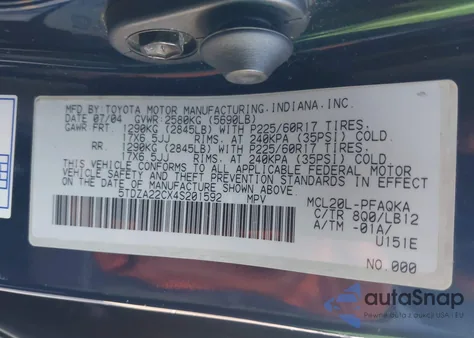 MFD.BY:TOYOTA MOTOR MANUFACTURING.INDIANA.INC.
DATE 07/04 GVWR:2580KG (5690LB)
GAWR FRT. 1290KG (2845LB) WITH P225/60R17 TIRES,
17X6.5JJ RIMS, AT 240KPA (35PSI) COLD.
RR. 1290KG (2845LB) WITH P225/60R17 TIRES,
17X6.5JJ RIMS, AT 240KPA (35PSI) COLD.
THIS VEHICLE CONFORMS TO ALL APPLICABLE FEDERAL MOTOR
VEHICLE SAFETY, BUMPER, AND THEFT
PREVENTION STANDARDS IN EFFECT ON THE DATE OF
MANUFACTURE SHOWN ABOVE.
5TDZA22CX4S201592 MPV
MCL20L-PFAQKA
C/TR 8Q0/LB12
A/TM -01A/
U151E
NO.000
autoSnap